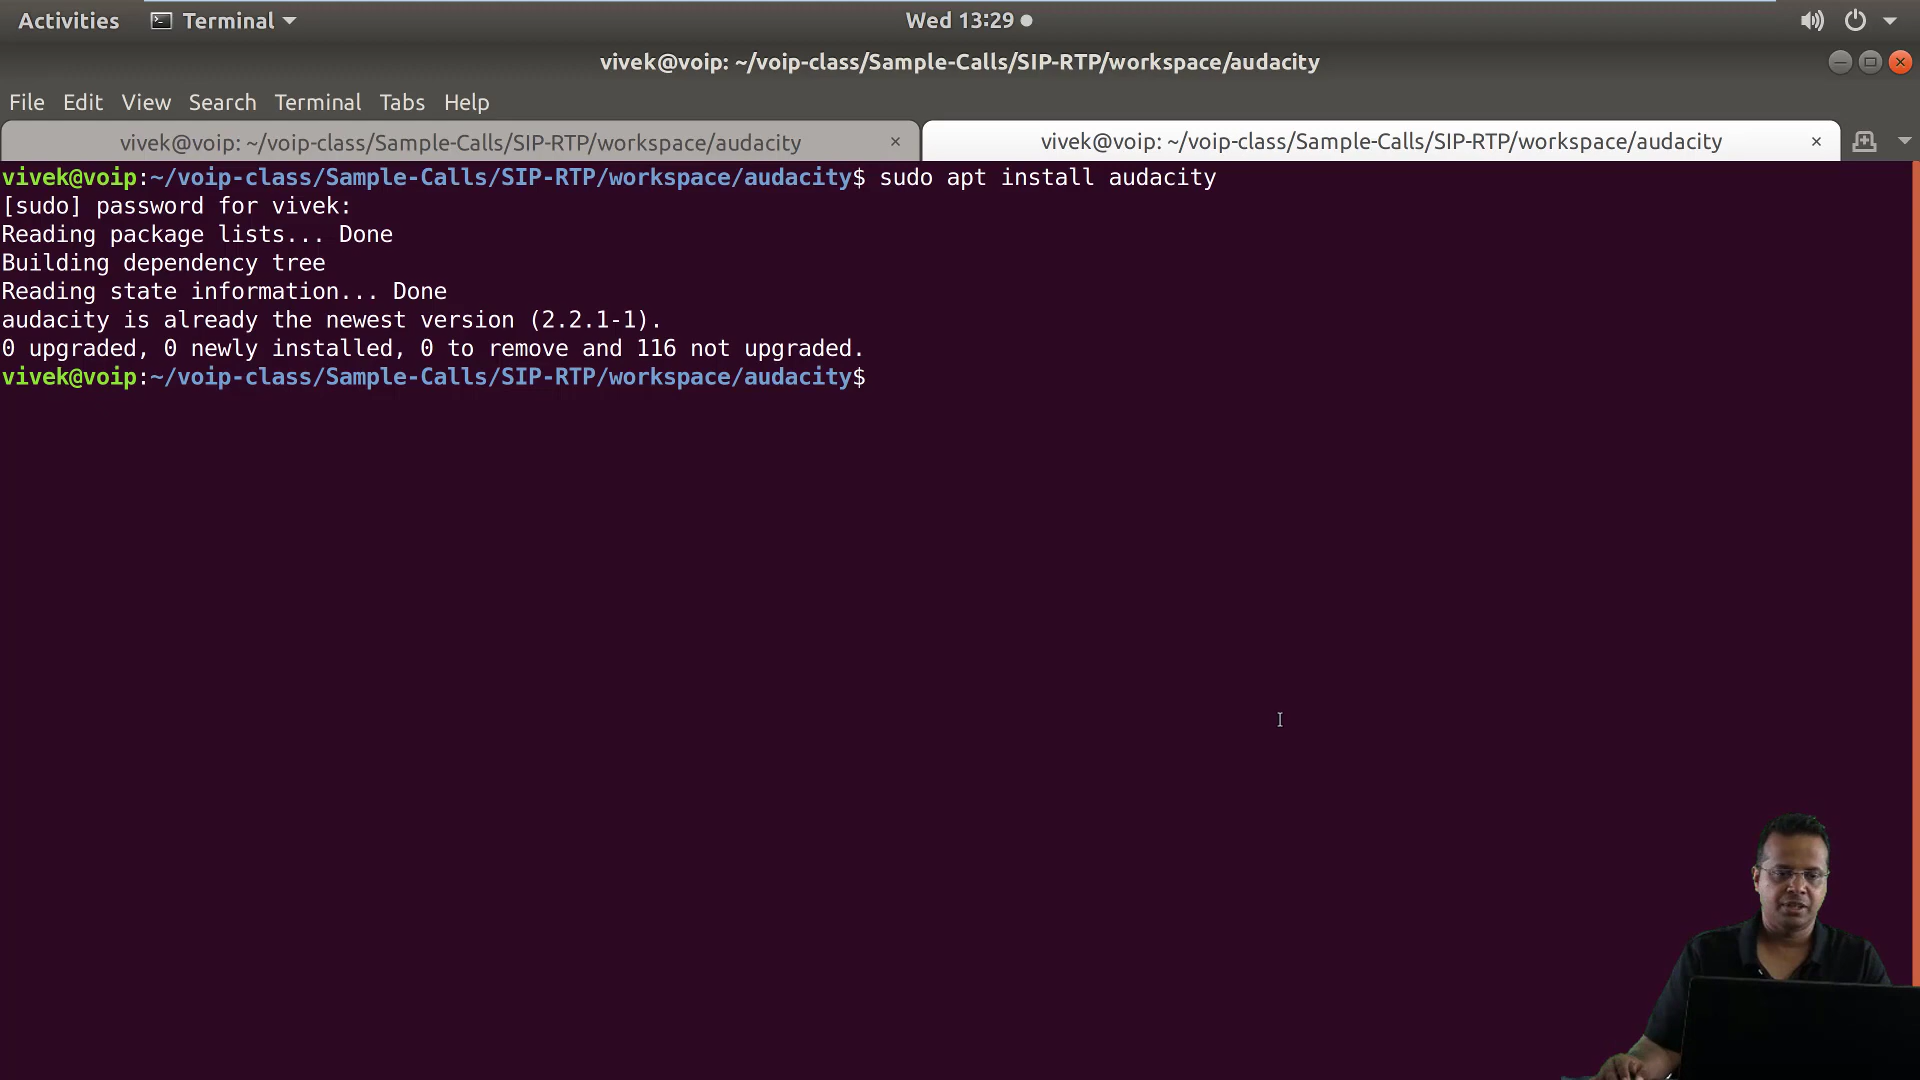 Activities Terminal Wed 13:29
vivek@voip: ~/voip-class/Sample-Calls/SIP-RTP/workspace/audacity
File Edit View Search Terminal Tabs Help
vivek@voip: ~/voip-class/Sample-Calls/SIP-RTP/workspace/audacity × vivek@voip: ~/voip-class/Sample-Calls/SIP-RTP/workspace/audacity ×
vivek@voip:~/voip-class/Sample-Calls/SIP-RTP/workspace/audacity$ sudo apt install audacity
[sudo] password for vivek:
Reading package lists... Done
Building dependency tree
Reading state information... Done
audacity is already the newest version (2.2.1-1).
0 upgraded, 0 newly installed, 0 to remove and 116 not upgraded.
vivek@voip:~/voip-class/Sample-Calls/SIP-RTP/workspace/audacity$